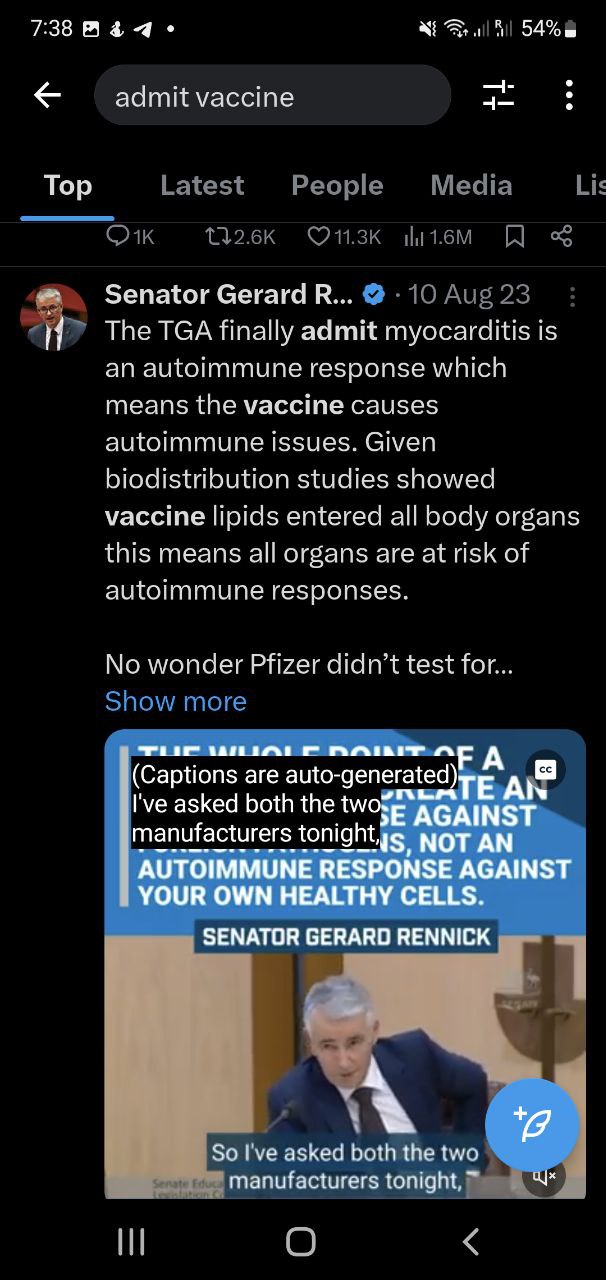 7:38
54%
admit vaccine
Top Latest People Media Lis
1K 2.6K 11.3K 1.6M
Senator Gerard R... · 10 Aug 23
The TGA finally admit myocarditis is
an autoimmune response which
means the vaccine causes
autoimmune issues. Given
biodistribution studies showed
vaccine lipids entered all body organs
this means all organs are at risk of
autoimmune responses.
No wonder Pfizer didn’t test for...
Show more
THE WHOLE POINT OF A
(Captions are auto-generated)
I've asked both the two
manufacturers tonight,
CC
CREATE AN
SE AGAINST
NS, NOT AN
AUTOIMMUNE RESPONSE AGAINST
YOUR OWN HEALTHY CELLS.
SENATOR GERARD RENNICK
SENATE
So I've asked both the two
manufacturers tonight,
Senate Educa
Legislation Co